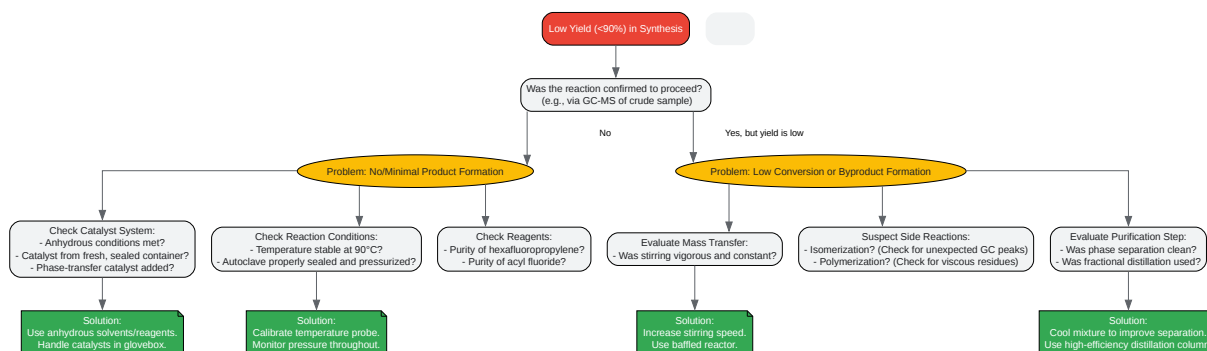 Low Yield (<90%) in Synthesis
Was the reaction confirmed to proceed?
(e.g., via GC-MS of crude sample)
No
Yes, but yield is low
Problem: No/Minimal Product Formation
Problem: Low Conversion or Byproduct Formation
Check Catalyst System:
- Anhydrous conditions met?
- Catalyst from fresh, sealed container?
- Phase-transfer catalyst added?
Check Reaction Conditions:
- Temperature stable at 90°C?
- Autoclave properly sealed and pressurized?
Check Reagents:
- Purity of hexafluoropropylene?
- Purity of acyl fluoride?
Evaluate Mass Transfer:
- Was stirring vigorous and constant?
Suspect Side Reactions:
- Isomerization? (Check for unexpected GC peaks)
- Polymerization? (Check for viscous residues)
Evaluate Purification Step:
- Was phase separation clean?
- Was fractional distillation used?
Solution:
Use anhydrous solvents/reagents.
Handle catalysts in glovebox.
Solution:
Calibrate temperature probe.
Monitor pressure throughout.
Solution:
Increase stirring speed.
Use baffled reactor.
Solution:
Cool mixture to improve separation.
Use high-efficiency distillation column